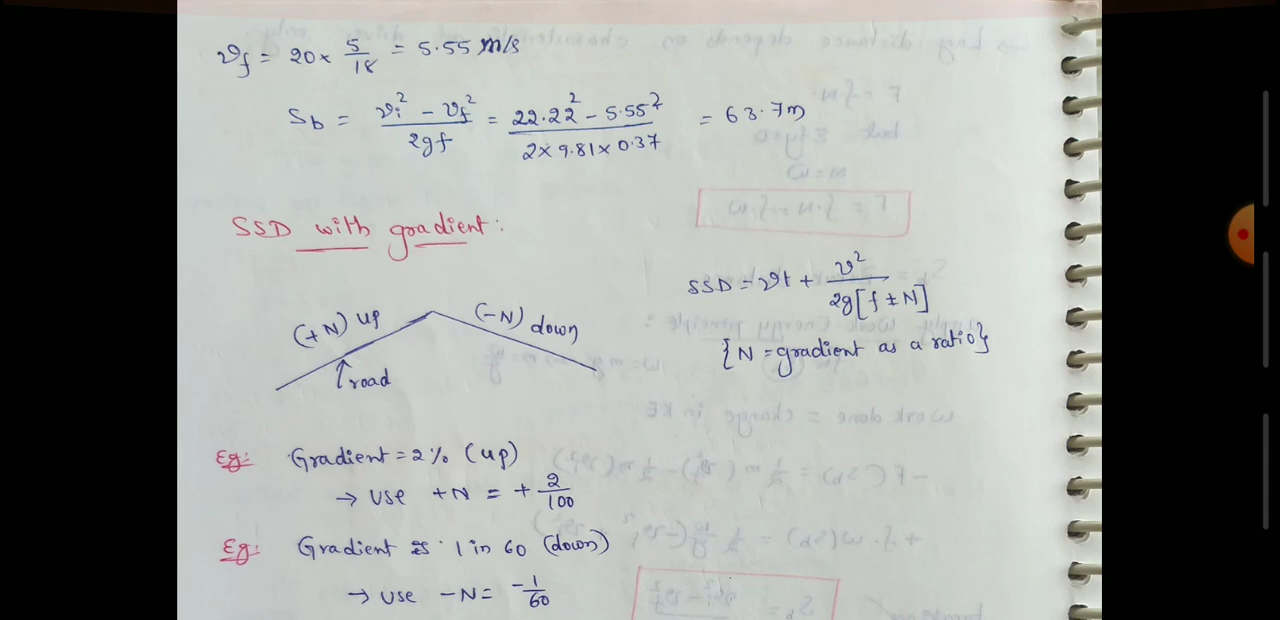 vf = 20 x 5/18 = 5.55 m/s
Sb = vi² - vf² / 2gf = 22.22² - 5.55² / 2 x 9.81 x 0.37 = 63.7m
SSD with gradient:
SSD = vt + v² / 2g[f ± N]
{N = gradient as a ratio}
(+N) up
(-N) down
↑road
Eg: Gradient = 2% (up)
→ use +N = + 2/100
Eg: Gradient is 1 in 60 (down)
→ use -N = -1/60